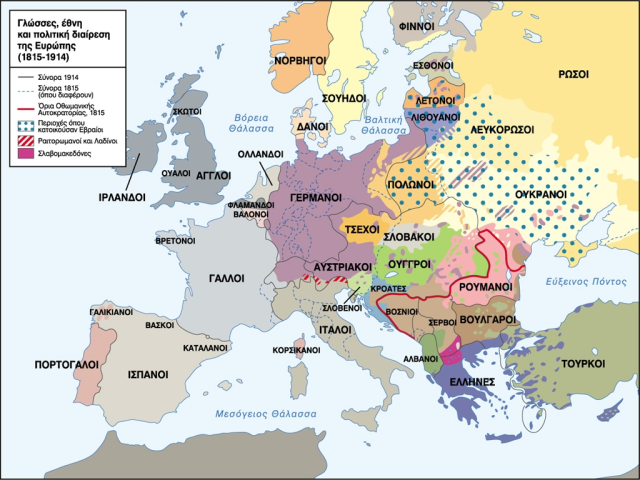 Γλώσσες, έθνη
και πολιτική διαίρεση
της Ευρώπης
(1815-1914)
Σύνορα 1914
Σύνορα 1815
(όπου διαφέρουν)
Όρια Οθωμανικής
Αυτοκρατορίας, 1815
Περιοχές όπου
κατοικούσαν Εβραίοι
Ραιτορωμανοί και Λαδίνοι
Σλαβομακεδόνες
ΦΙΝΝΟΙ
ΝΟΡΒΗΓΟΙ
ΕΣΘΟΝΟΙ
ΡΩΣΟΙ
ΣΟΥΗΔΟΙ
ΛΕΤΟΝΟΙ
ΣΚΩΤΟΙ
Βόρεια
Θάλασσα
Βαλτική
Θάλασσα
ΛΙΘΟΥΑΝΟΙ
ΔΑΝΟΙ
ΛΕΥΚΟΡΩΣΟΙ
ΟΛΛΑΝΔΟΙ
ΟΥΑΛΟΙ
ΑΓΓΛΟΙ
ΙΡΛΑΝΔΟΙ
ΠΟΛΩΝΟΙ
ΓΕΡΜΑΝΟΙ
ΟΥΚΡΑΝΟΙ
ΦΛΑΜΑΝΔΟΙ
ΒΑΛΟΝΟΙ
ΤΣΕΧΟΙ
ΣΛΟΒΑΚΟΙ
ΒΡΕΤΟΝΟΙ
ΑΥΣΤΡΙΑΚΟΙ
ΟΥΓΓΡΟΙ
ΓΑΛΛΟΙ
ΡΟΥΜΑΝΟΙ
Εύξεινος Πόντος
ΚΡΟΑΤΕΣ
ΣΛΟΒΕΝΟΙ
ΒΟΣΝΙΟΙ
ΓΑΛΙΚΙΑΝΟΙ
ΒΑΣΚΟΙ
ΙΤΑΛΟΙ
ΣΕΡΒΟΙ
ΒΟΥΛΓΑΡΟΙ
ΚΑΤΑΛΑΝΟΙ
ΚΟΡΣΙΚΑΝΟΙ
ΑΛΒΑΝΟΙ
ΠΟΡΤΟΓΑΛΟΙ
ΙΣΠΑΝΟΙ
ΤΟΥΡΚΟΙ
ΕΛΛΗΝΕΣ
Μεσόγειος Θάλασσα